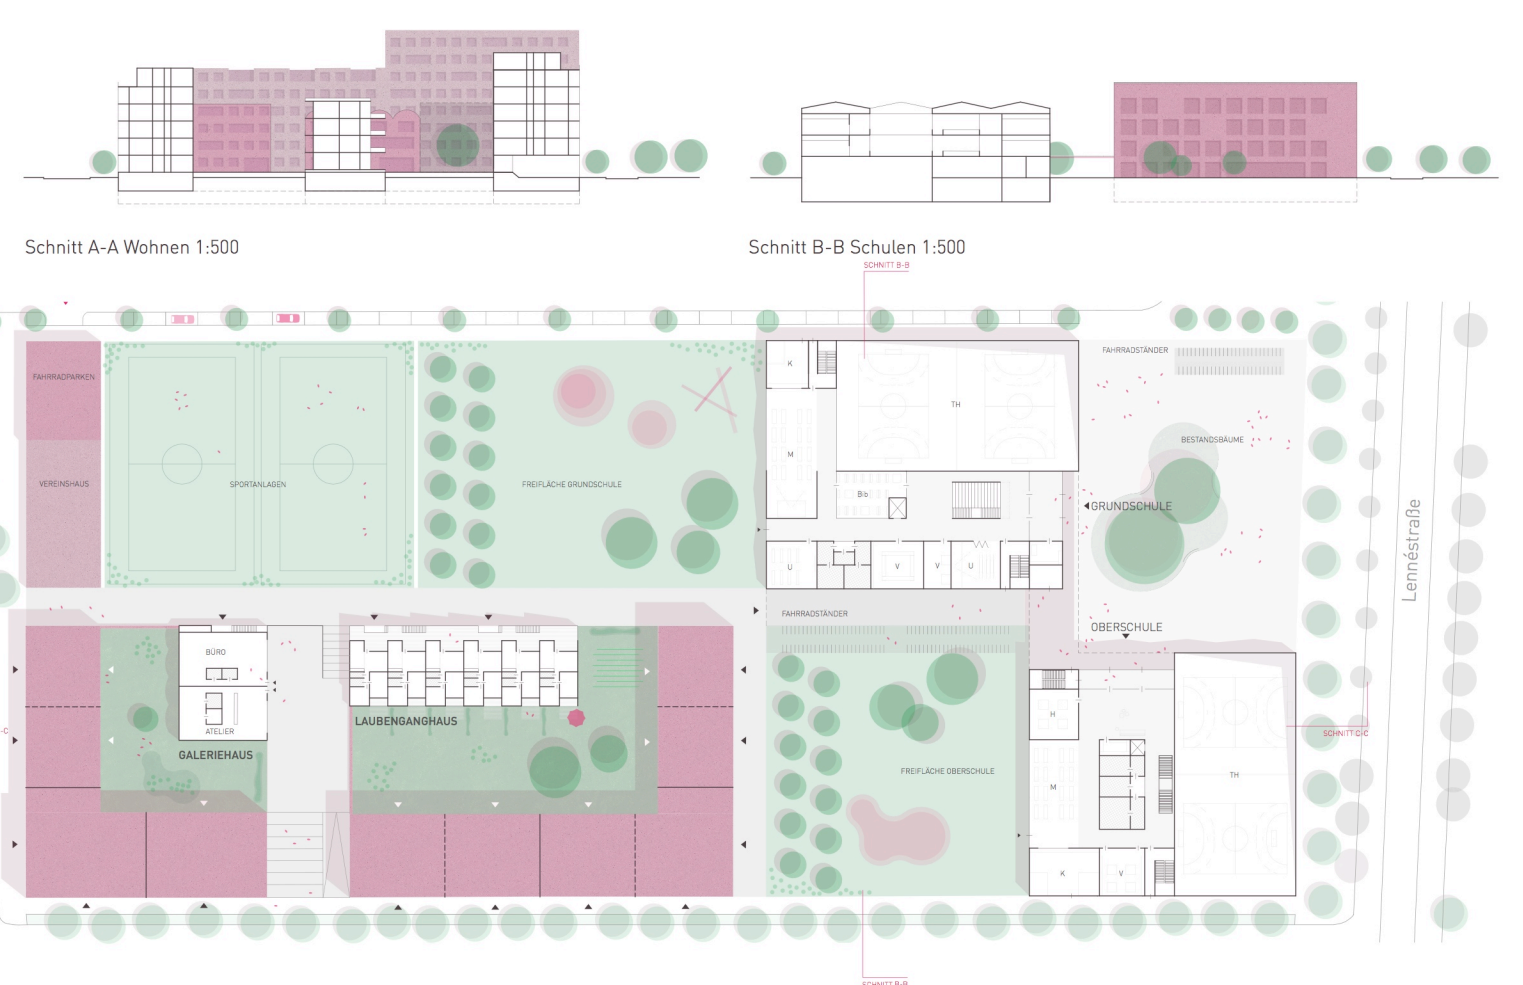 Schnitt A-A Wohnen 1:500
Schnitt B-B Schulen 1:500
SCHNITT B-B
FAHRRADPARKEN
VEREINSHAUS
SPORTANLAGEN
FREIFLÄCHE GRUNDSCHULE
K
TH
M
Bib
U
V
V
U
FAHRRADSTÄNDER
BESTANDSBÄUME
GRUNDSCHULE
Lennéstraße
FAHRRADSTÄNDER
OBERSCHULE
BÜRO
ATELIER
GALERIEHAUS
LAUBENGANGHAUS
-C
FREIFLÄCHE OBERSCHULE
H
M
K
V
TH
SCHNITT C-C
SCHNITT B-B